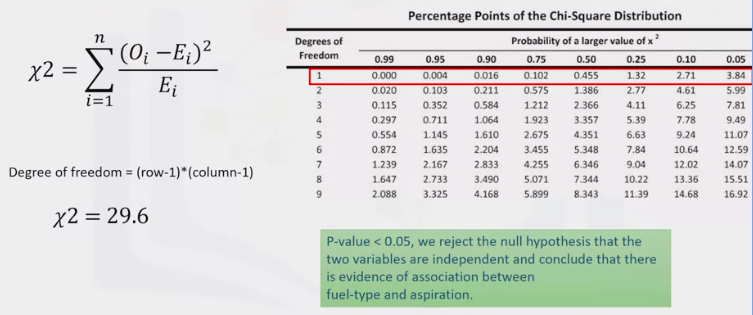 χ2 = ∑ⁿᵢ₌₁ (Oᵢ −Eᵢ)² / Eᵢ
Degree of freedom = (row-1)*(column-1)
χ2 = 29.6
Percentage Points of the Chi-Square Distribution
Degrees of Freedom Probability of a larger value of x ²
0.99 0.95 0.90 0.75 0.50 0.25 0.10 0.05
1 0.000 0.004 0.016 0.102 0.455 1.32 2.71 3.84
2 0.020 0.103 0.211 0.575 1.386 2.77 4.61 5.99
3 0.115 0.352 0.584 1.212 2.366 4.11 6.25 7.81
4 0.297 0.711 1.064 1.923 3.357 5.39 7.78 9.49
5 0.554 1.145 1.610 2.675 4.351 6.63 9.24 11.07
6 0.872 1.635 2.204 3.455 5.348 7.84 10.64 12.59
7 1.239 2.167 2.833 4.255 6.346 9.04 12.02 14.07
8 1.647 2.733 3.490 5.071 7.344 10.22 13.36 15.51
9 2.088 3.325 4.168 5.899 8.343 11.39 14.68 16.92
P-value < 0.05, we reject the null hypothesis that the
two variables are independent and conclude that there
is evidence of association between
fuel-type and aspiration.